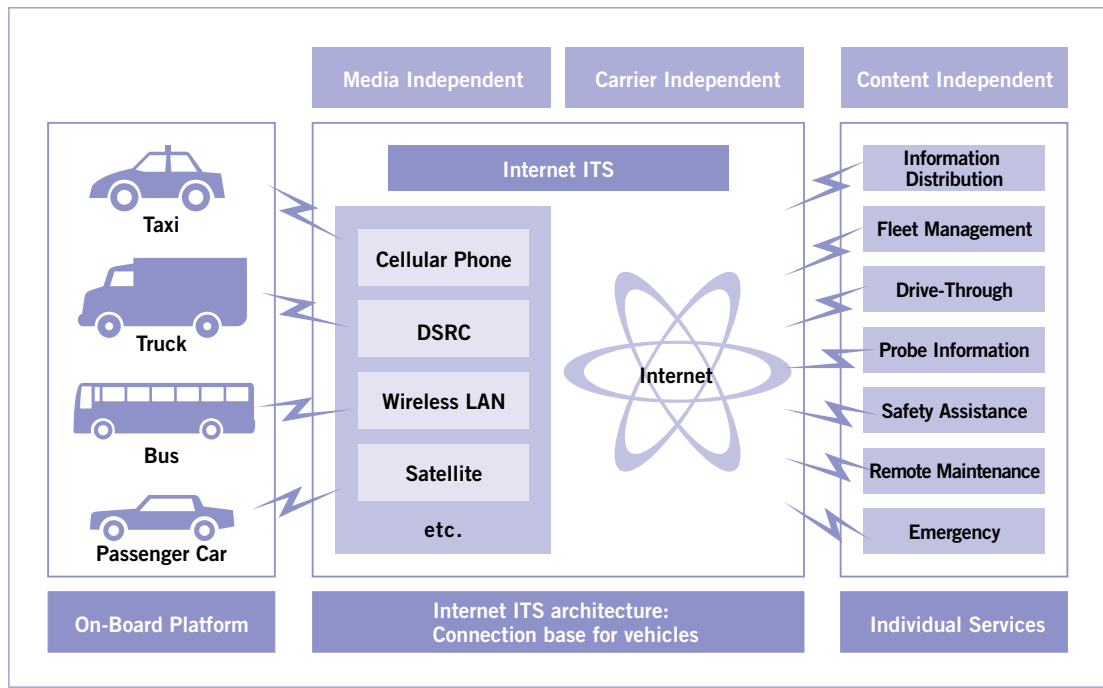 Media Independent
Carrier Independent
Content Independent
Taxi
Truck
Bus
Passenger Car
On-Board Platform
Internet ITS
Cellular Phone
DSRC
Wireless LAN
Satellite
etc.
Internet
Internet ITS architecture:
Connection base for vehicles
Information
Distribution
Fleet Management
Drive-Through
Probe Information
Safety Assistance
Remote Maintenance
Emergency
Individual Services